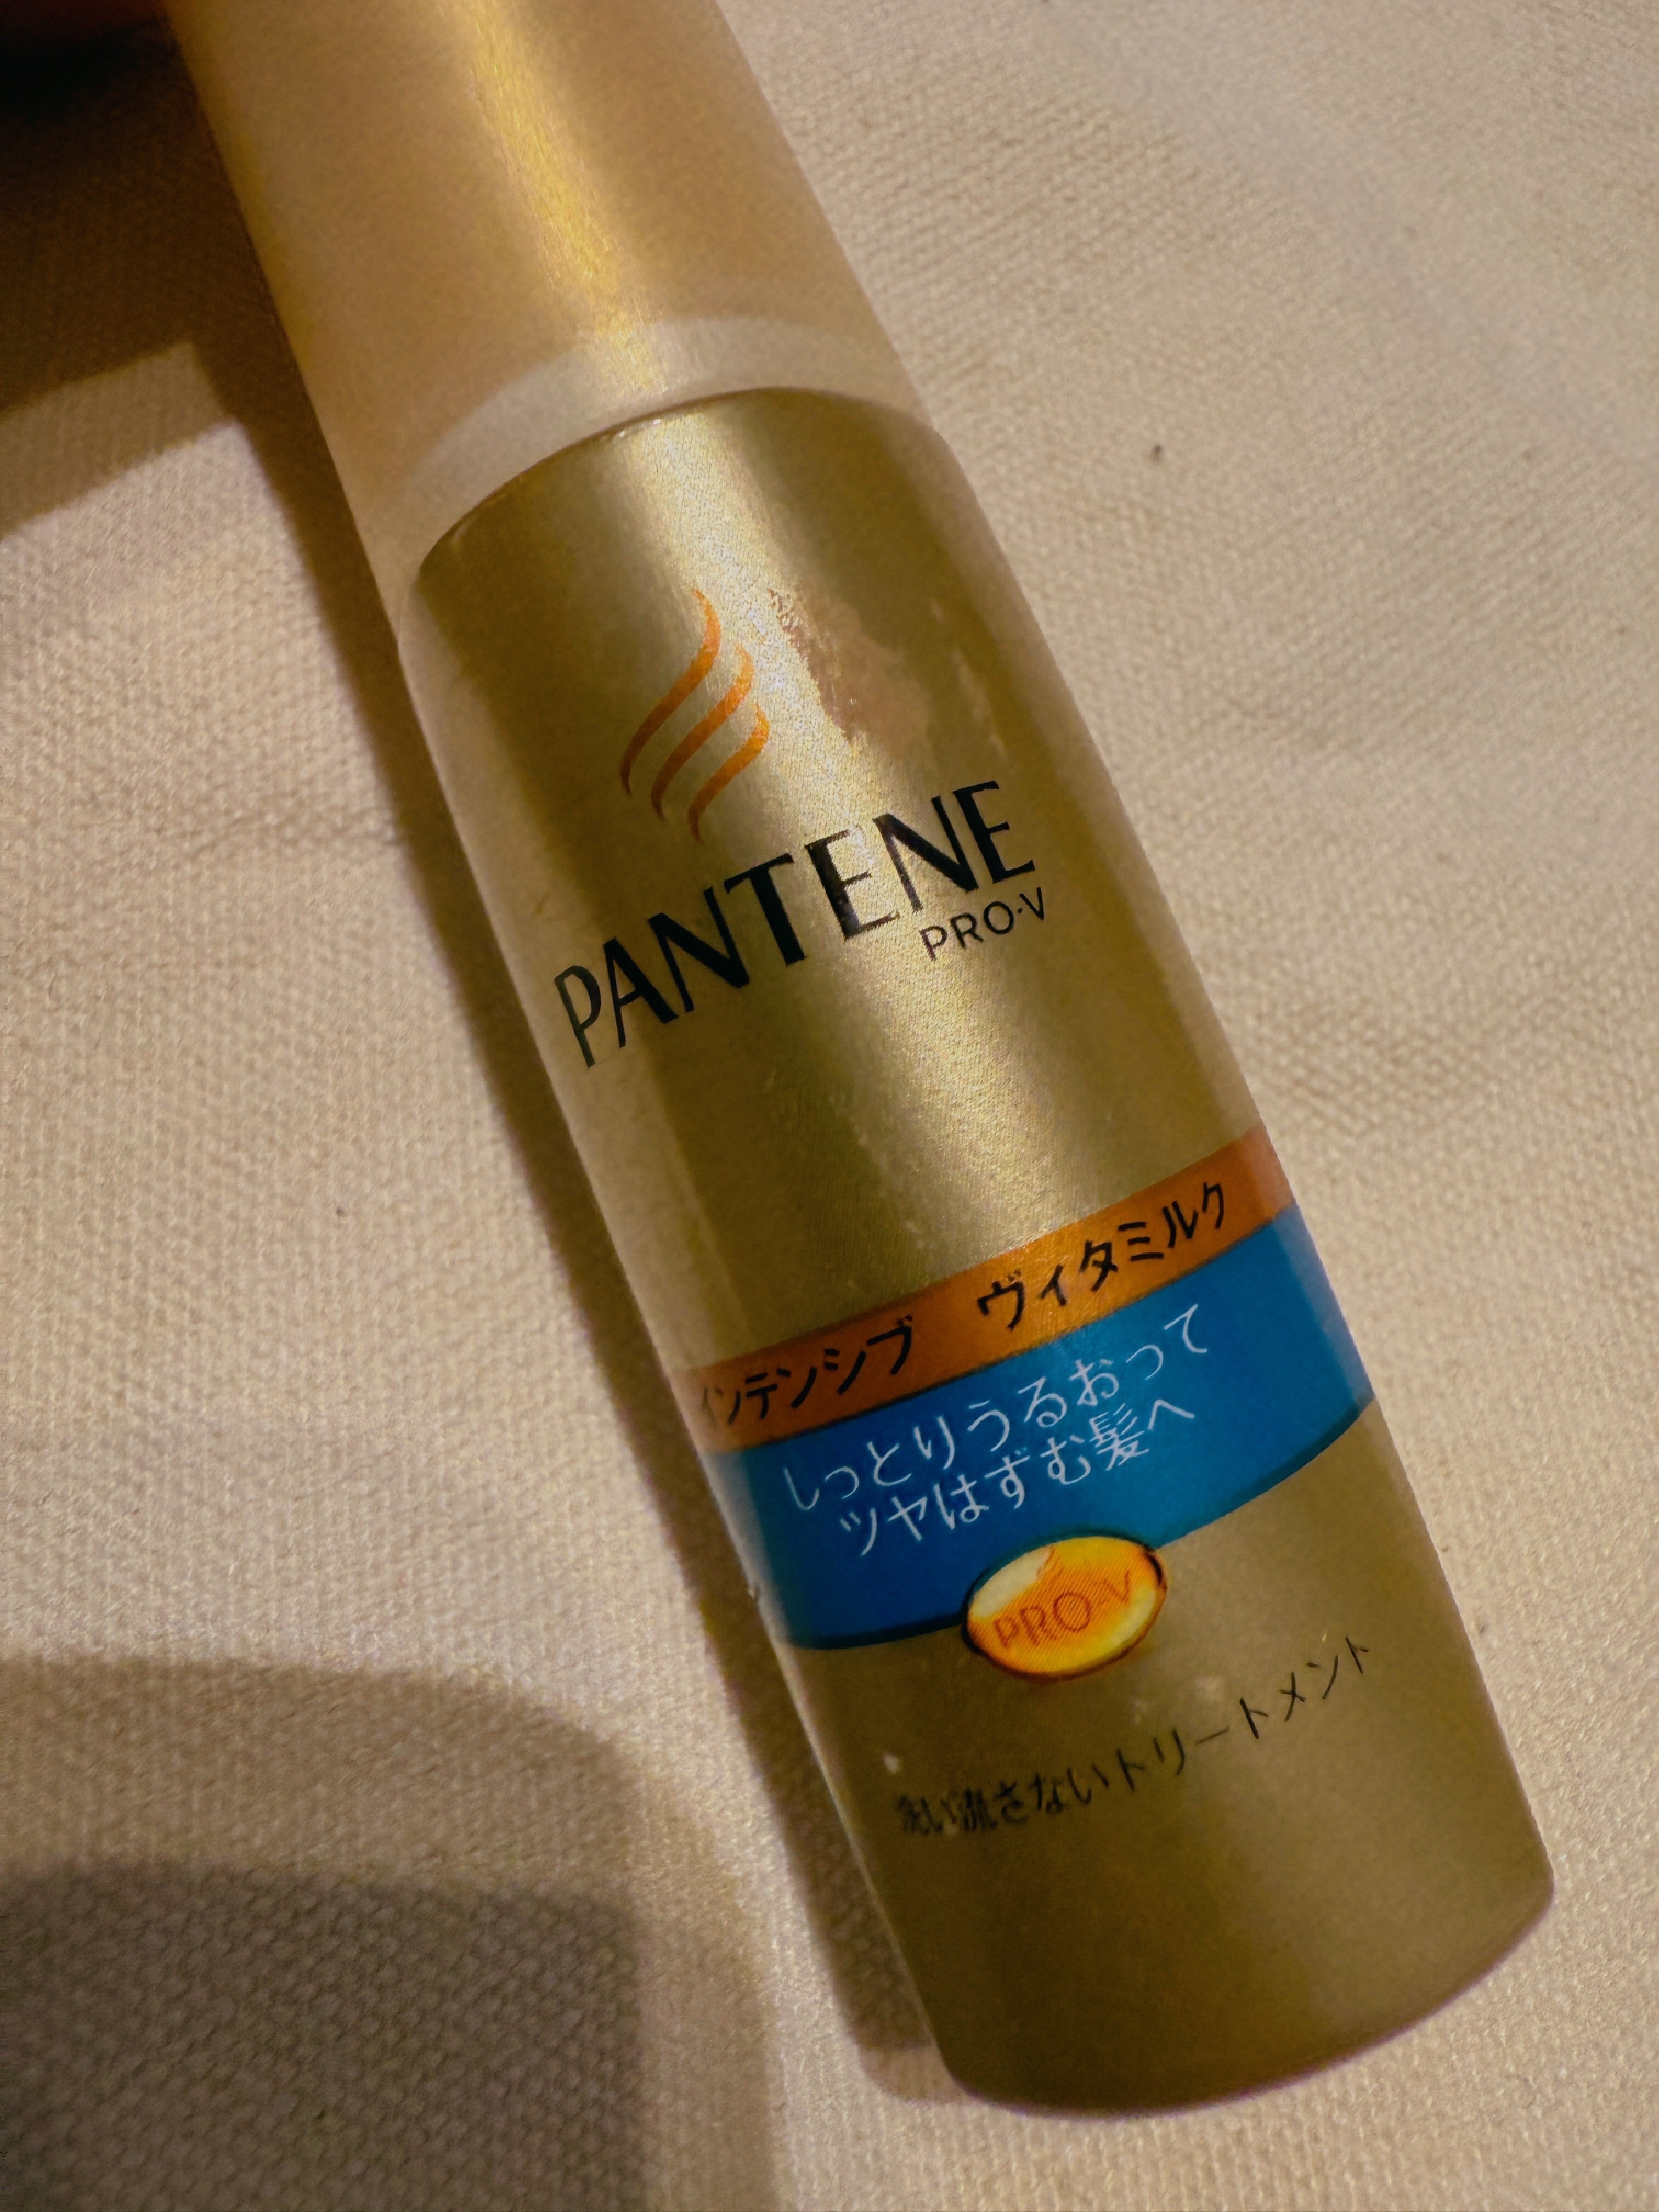 PANTENE
PRO-V
インテンシブ ヴィタミルク
しっとりうるおって
ツヤはずむ髪へ
PRO-V
洗い流さないトリートメント